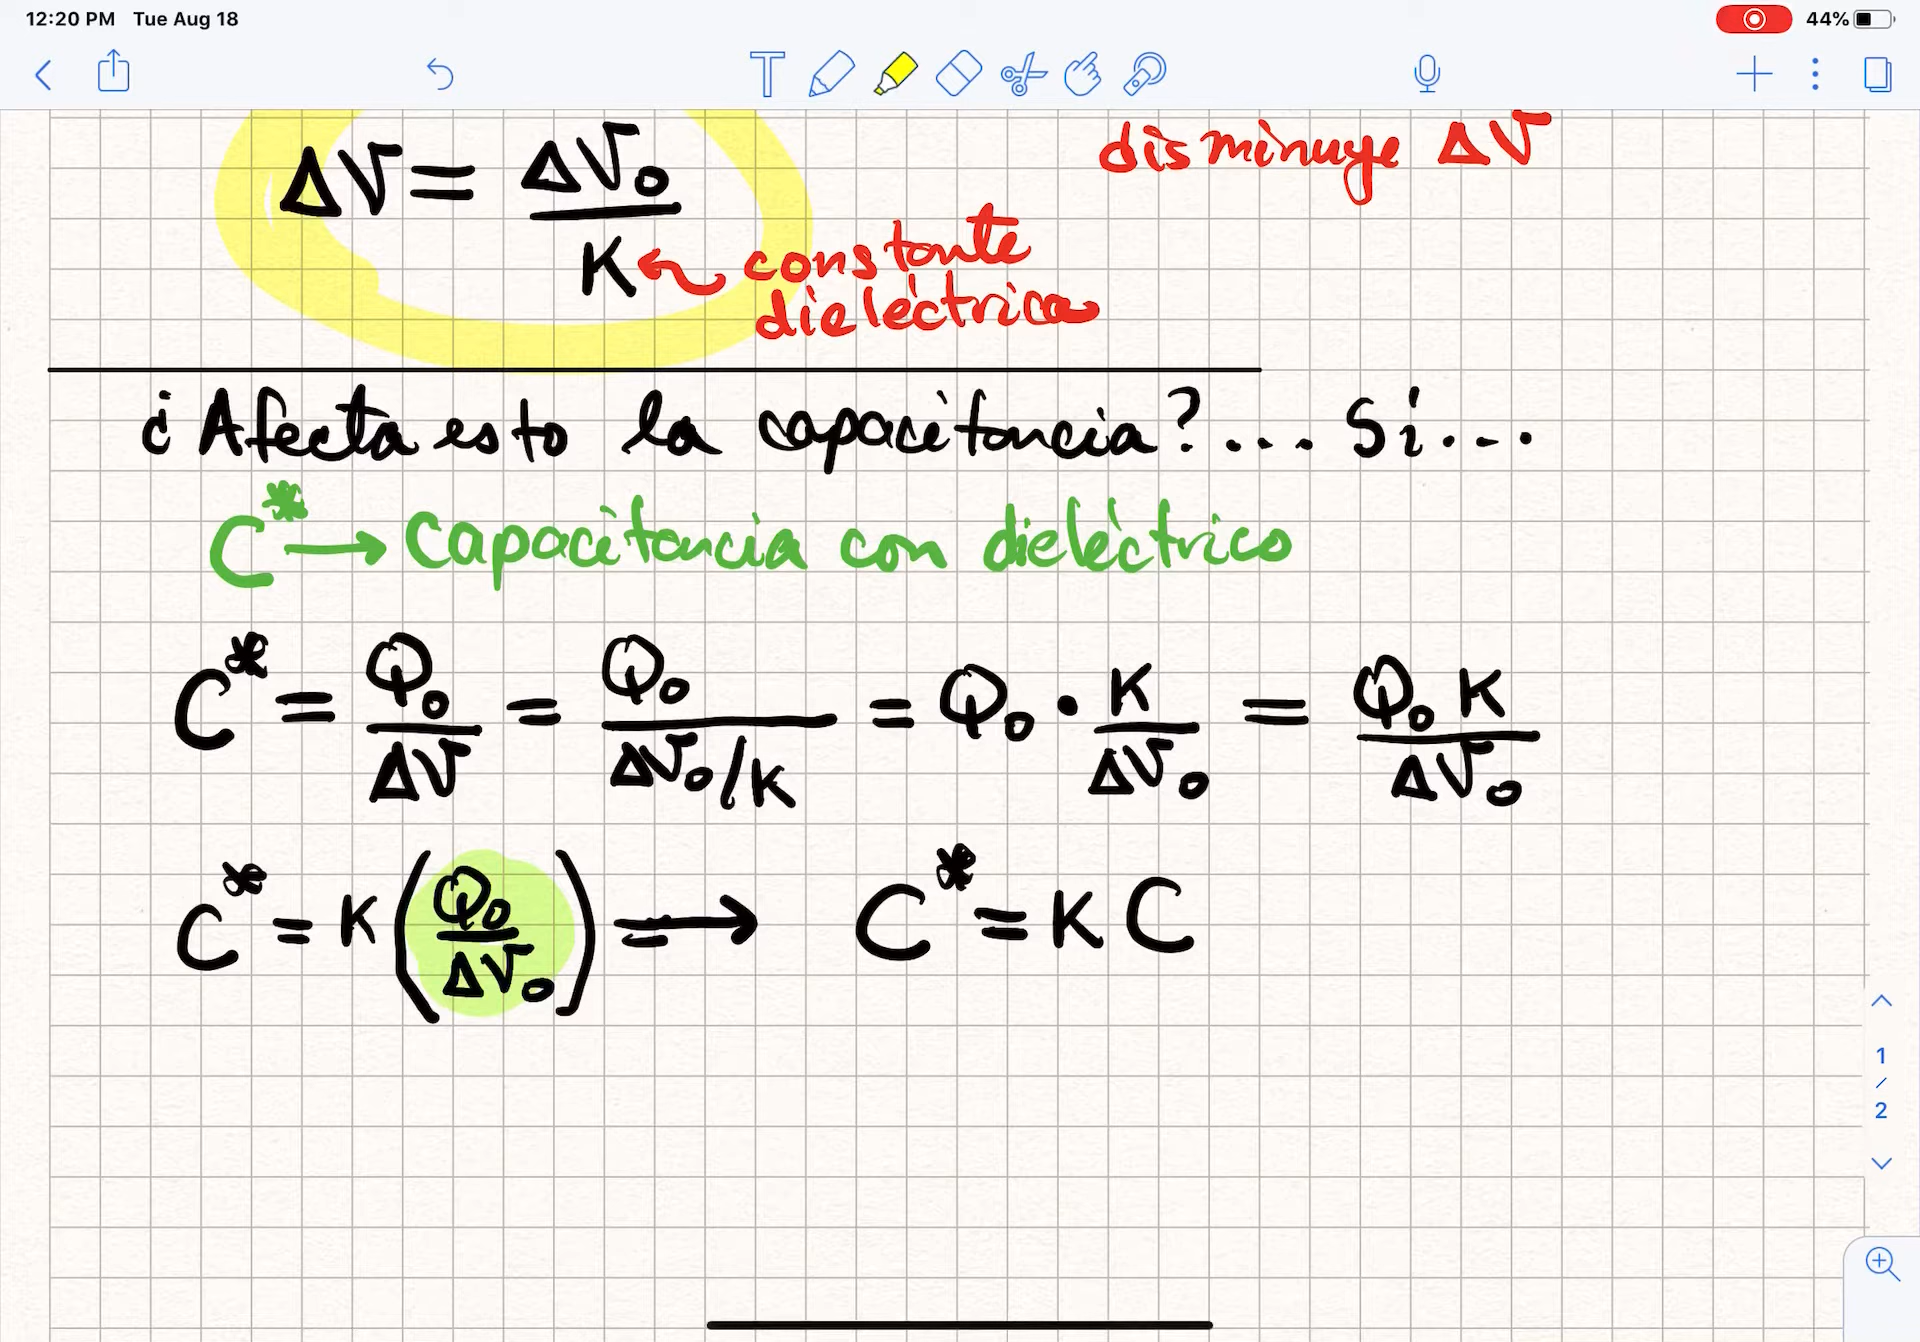 12:20 PM Tue Aug 18
44%
disminuye ΔV
ΔV = ΔV₀ / K
constante
dieléctrica
¿Afecta esto la capacitancia?... Si...
C* → Capacitancia con dieléctrico
C* = Q₀/ΔV = Q₀/(ΔV₀/K) = Q₀ · K/ΔV₀ = Q₀K/ΔV₀
C* = K(Q₀/ΔV₀) ⟹ C* = KC
1
/
2